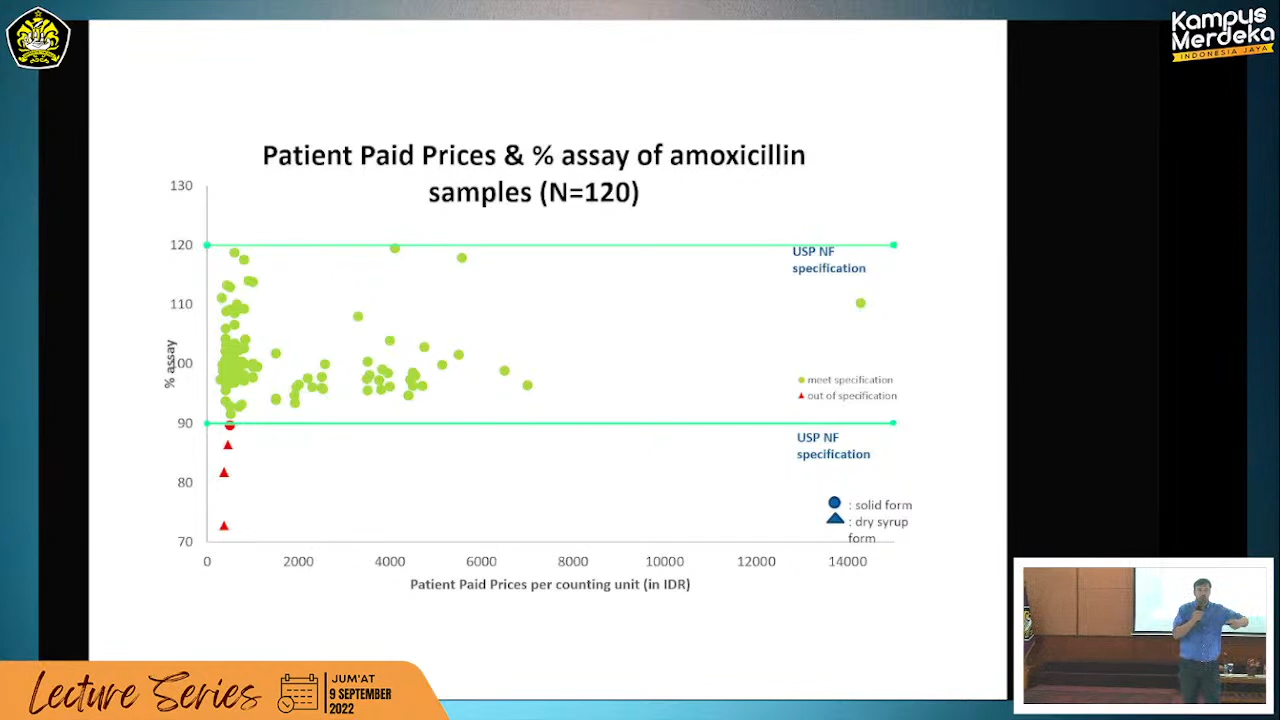 Kampus
Merdeka
INDONESIA JAYA
Patient Paid Prices & % assay of amoxicillin
samples (N=120)
130
120
110
100
90
80
70
% assay
USP NF
specification
meet specification
out of specification
USP NF
specification
: solid form
: dry syrup
form
0 2000 4000 6000 8000 10000 12000 14000
Patient Paid Prices per counting unit (in IDR)
Lecture Series
JUM'AT
9 SEPTEMBER
2022